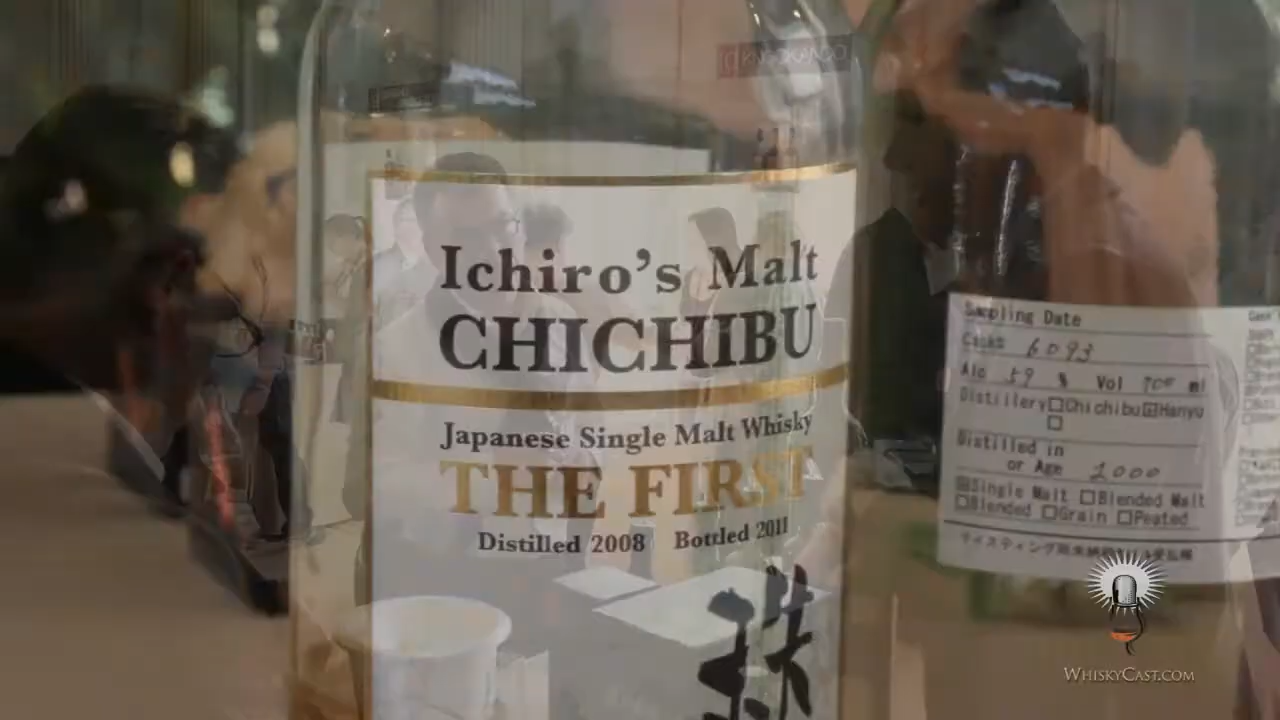 Ichiro's Malt
CHICHIBU
Japanese Single Malt Whisky
THE FIRST
Distilled 2008 Bottled 2011
秩
Sampling Date
Cask# 6093
Alc 59 % Vol 700 ml
Distillery □Chichibu ☑Hanyu
□
Distilled in
or Age 2000
☑Single Malt □Blended Malt
□Blended □Grain □Peated
WHISKYCAST.COM